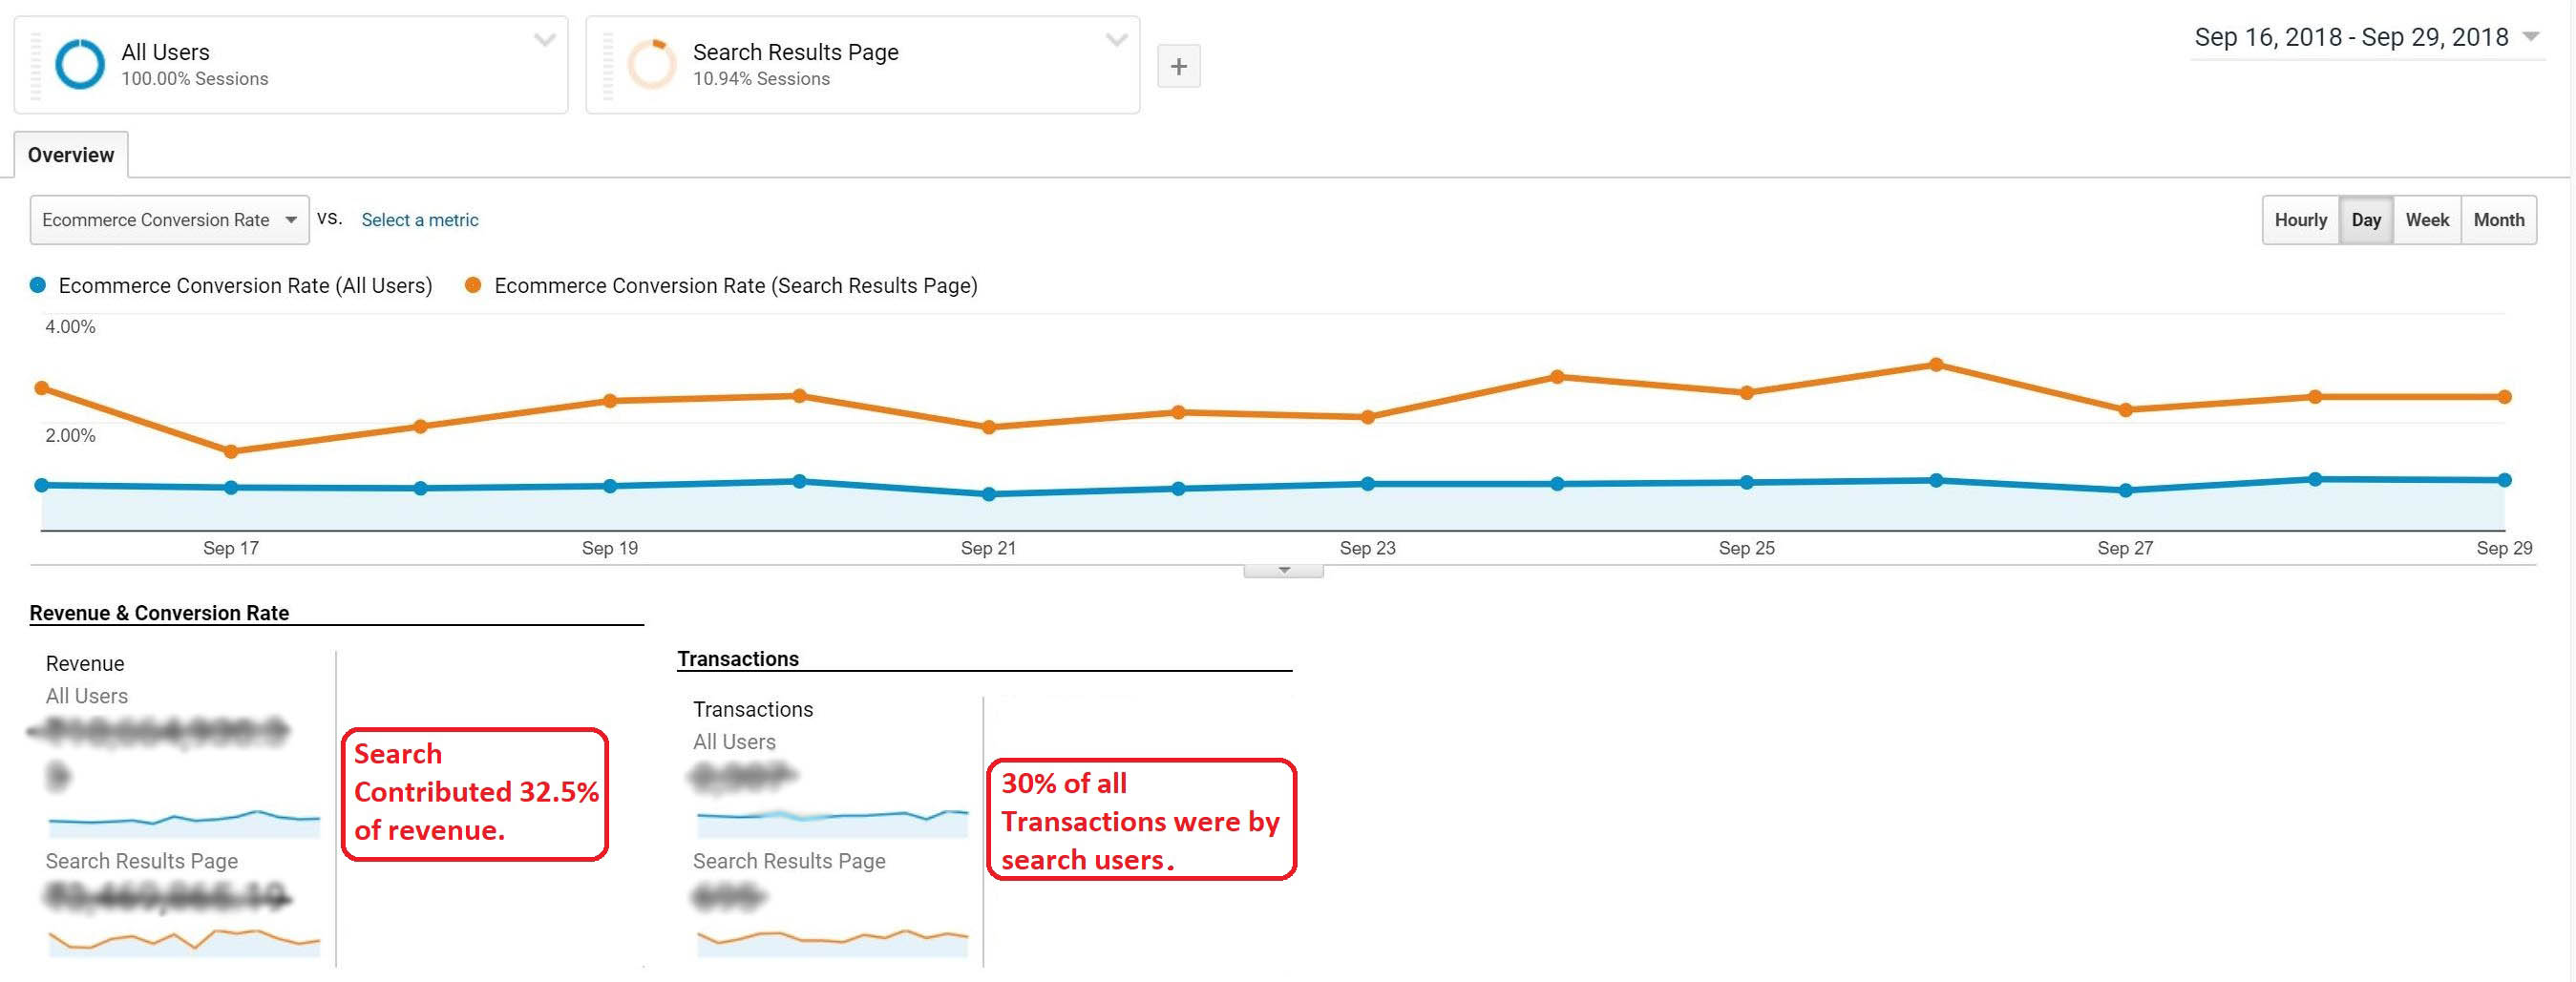 All Users
100.00% Sessions
Search Results Page
10.94% Sessions
+
Sep 16, 2018 - Sep 29, 2018
Overview
Ecommerce Conversion Rate
vs.
Select a metric
Hourly
Day
Week
Month
Ecommerce Conversion Rate (All Users)
Ecommerce Conversion Rate (Search Results Page)
4.00%
2.00%
Sep 17
Sep 19
Sep 21
Sep 23
Sep 25
Sep 27
Sep 29
Revenue & Conversion Rate
Revenue
All Users
Search
Contributed 32.5%
of revenue.
Search Results Page
Transactions
Transactions
All Users
30% of all
Transactions were by
search users.
Search Results Page